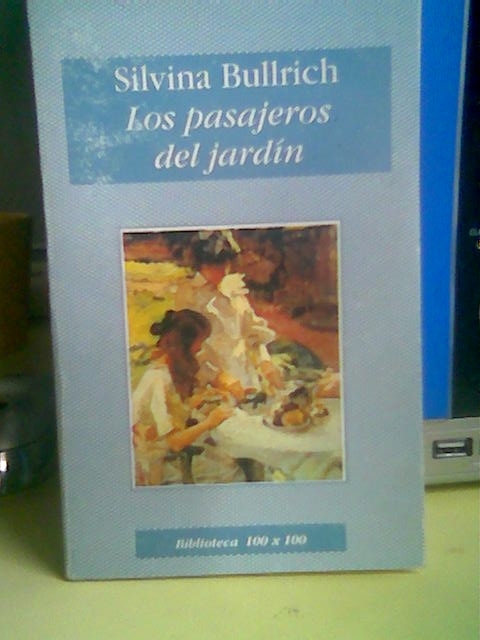 Silvina Bullrich
Los pasajeros
del jardín
Biblioteca 100 x 100